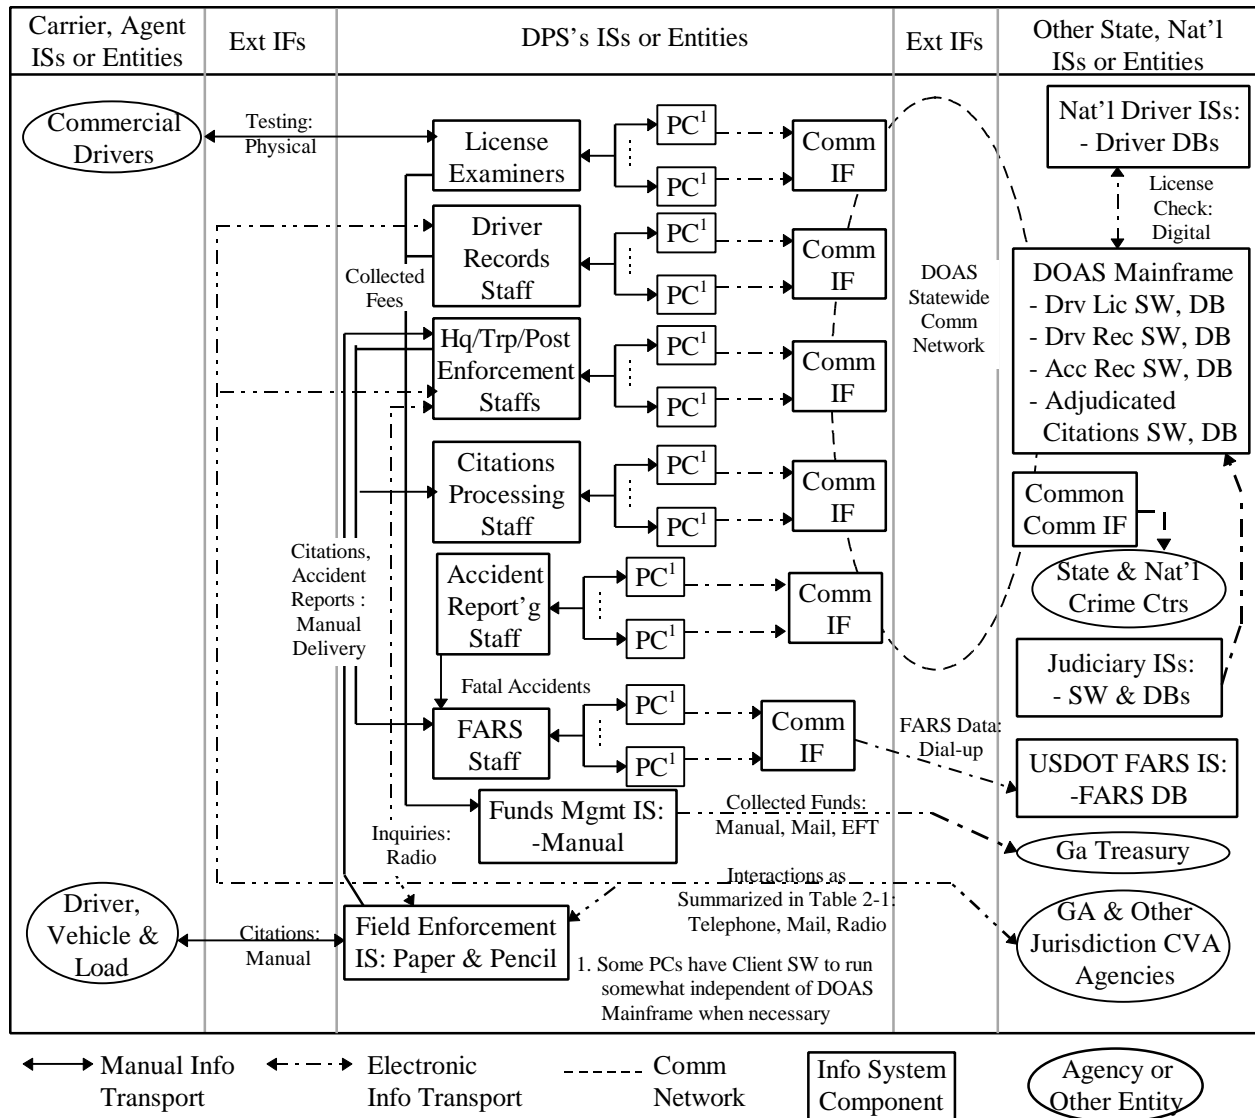 Carrier, Agent
ISs or Entities
Ext IFs
DPS's ISs or Entities
Ext IFs
Other State, Nat'l
ISs or Entities
Commercial
Drivers
Testing:
Physical
License
Examiners
PC1
PC1
Comm
IF
Nat'l Driver ISs:
- Driver DBs
License
Check:
Digital
Driver
Records
Staff
PC1
PC1
Comm
IF
Collected
Fees
DOAS
Statewide
Comm
Network
DOAS Mainframe
- Drv Lic SW, DB
- Drv Rec SW, DB
- Acc Rec SW, DB
- Adjudicated
Citations SW, DB
Hq/Trp/Post
Enforcement
Staffs
PC1
PC1
Comm
IF
Citations
Processing
Staff
PC1
PC1
Comm
IF
Common
Comm IF
Citations,
Accident
Reports :
Manual
Delivery
Accident
Report'g
Staff
PC1
PC1
Comm
IF
State & Nat'l
Crime Ctrs
Judiciary ISs:
- SW & DBs
Fatal Accidents
FARS
Staff
PC1
PC1
Comm
IF
FARS Data:
Dial-up
USDOT FARS IS:
-FARS DB
Funds Mgmt IS:
-Manual
Collected Funds:
Manual, Mail, EFT
Ga Treasury
Inquiries:
Radio
Interactions as
Summarized in Table 2-1:
Telephone, Mail, Radio
Driver,
Vehicle &
Load
Citations:
Manual
Field Enforcement
IS: Paper & Pencil
GA & Other
Jurisdiction CVA
Agencies
1. Some PCs have Client SW to run
somewhat independent of DOAS
Mainframe when necessary
Manual Info
Transport
Electronic
Info Transport
Comm
Network
Info System
Component
Agency or
Other Entity